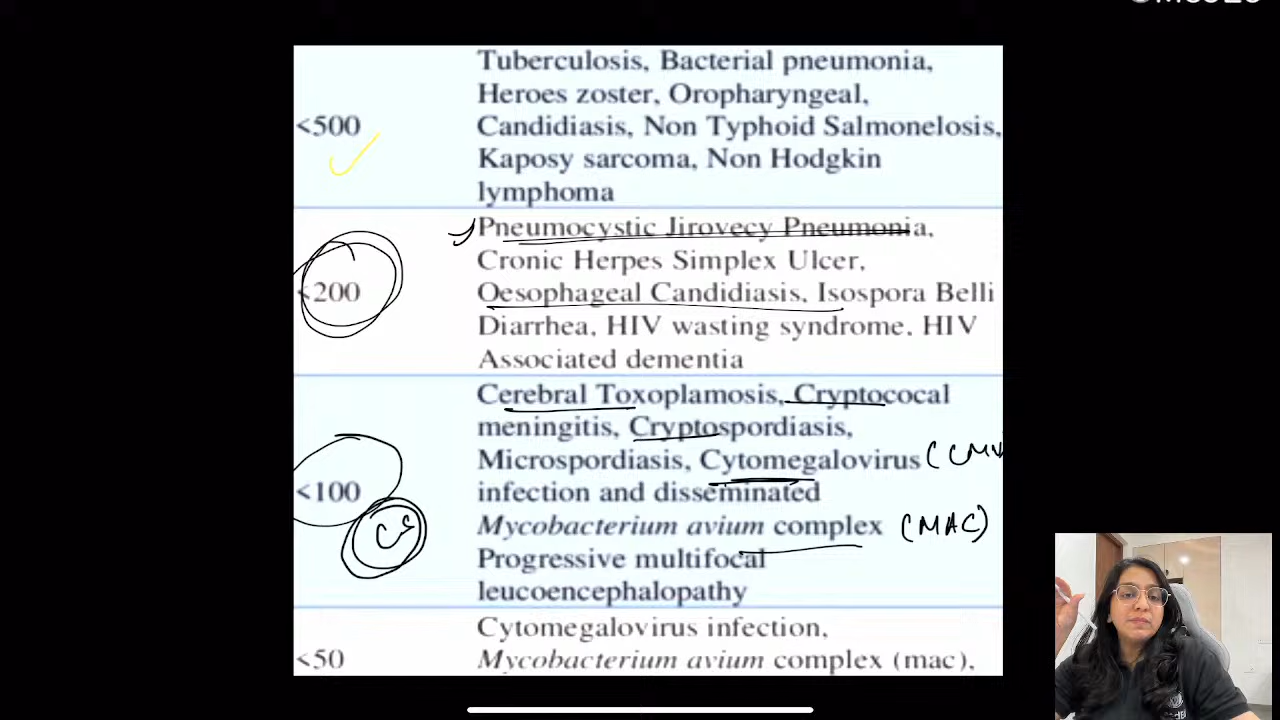 Tuberculosis, Bacterial pneumonia,
Heroes zoster, Oropharyngeal,
<500 Candidiasis, Non Typhoid Salmonelosis,
Kaposy sarcoma, Non Hodgkin
lymphoma
Pneumocystic Jirovecy Pneumonia,
Cronic Herpes Simplex Ulcer,
<200 Oesophageal Candidiasis, Isospora Belli
Diarrhea, HIV wasting syndrome, HIV
Associated dementia
Cerebral Toxoplamosis, Cryptococal
meningitis, Cryptospordiasis,
Microspordiasis, Cytomegalovirus (CMV
<100 infection and disseminated
Mycobacterium avium complex (MAC)
Progressive multifocal
leucoencephalopathy
Cytomegalovirus infection,
<50 Mycobacterium avium complex (mac),